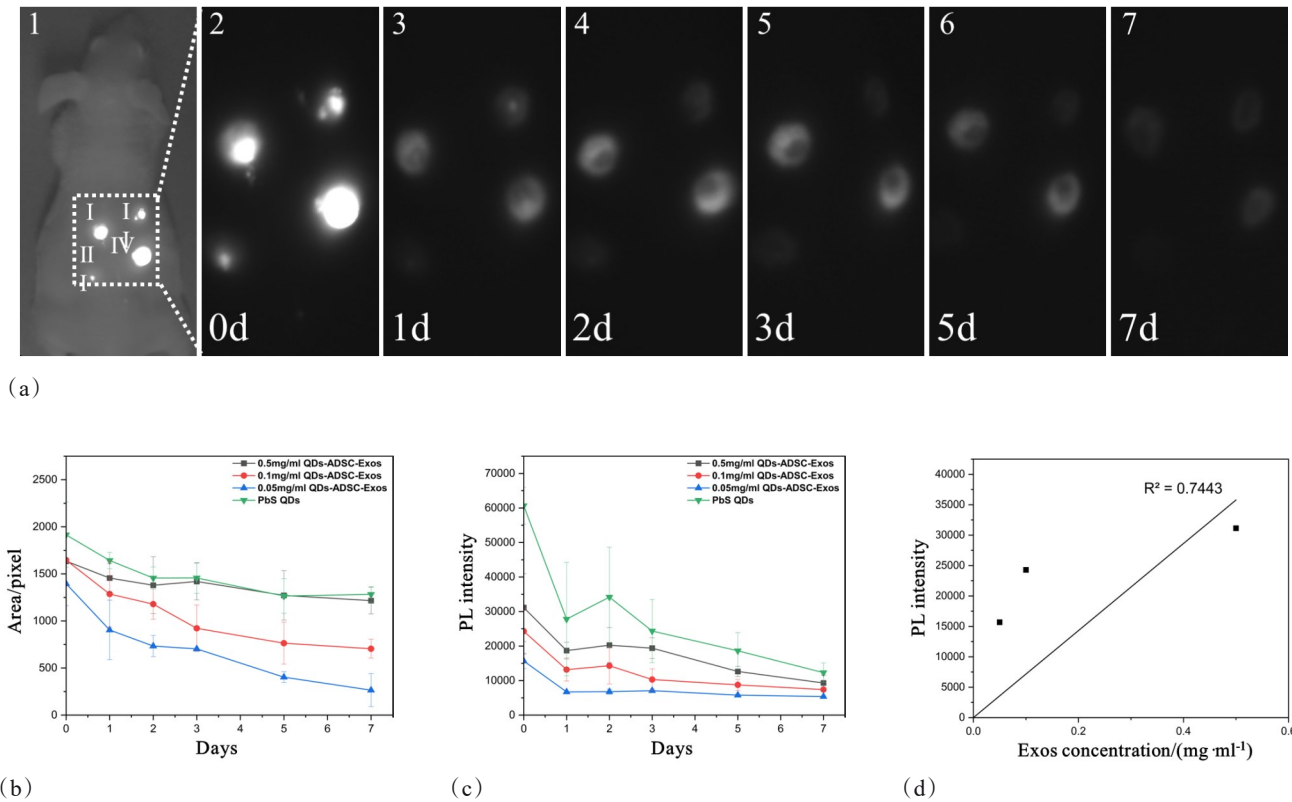 1
2
3
4
5
6
7
I
I
II
IV
I
I
0d
1d
2d
3d
5d
7d
(a)
0.5mg/ml QDs-ADSC-Exos
0.1mg/ml QDs-ADSC-Exos
0.05mg/ml QDs-ADSC-Exos
PbS QDs
2500
2000
1500
1000
500
0
Area/pixel
0 1 2 3 4 5 6 7
Days
(b)
0.5mg/ml QDs-ADSC-Exos
0.1mg/ml QDs-ADSC-Exos
0.05mg/ml QDs-ADSC-Exos
PbS QDs
70000
60000
50000
40000
30000
20000
10000
0
PL intensity
0 1 2 3 4 5 6 7
Days
(c)
R² = 0.7443
40000
35000
30000
25000
20000
15000
10000
5000
0
PL intensity
0.0 0.2 0.4 0.6
Exos concentration/(mg·ml⁻¹)
(d)